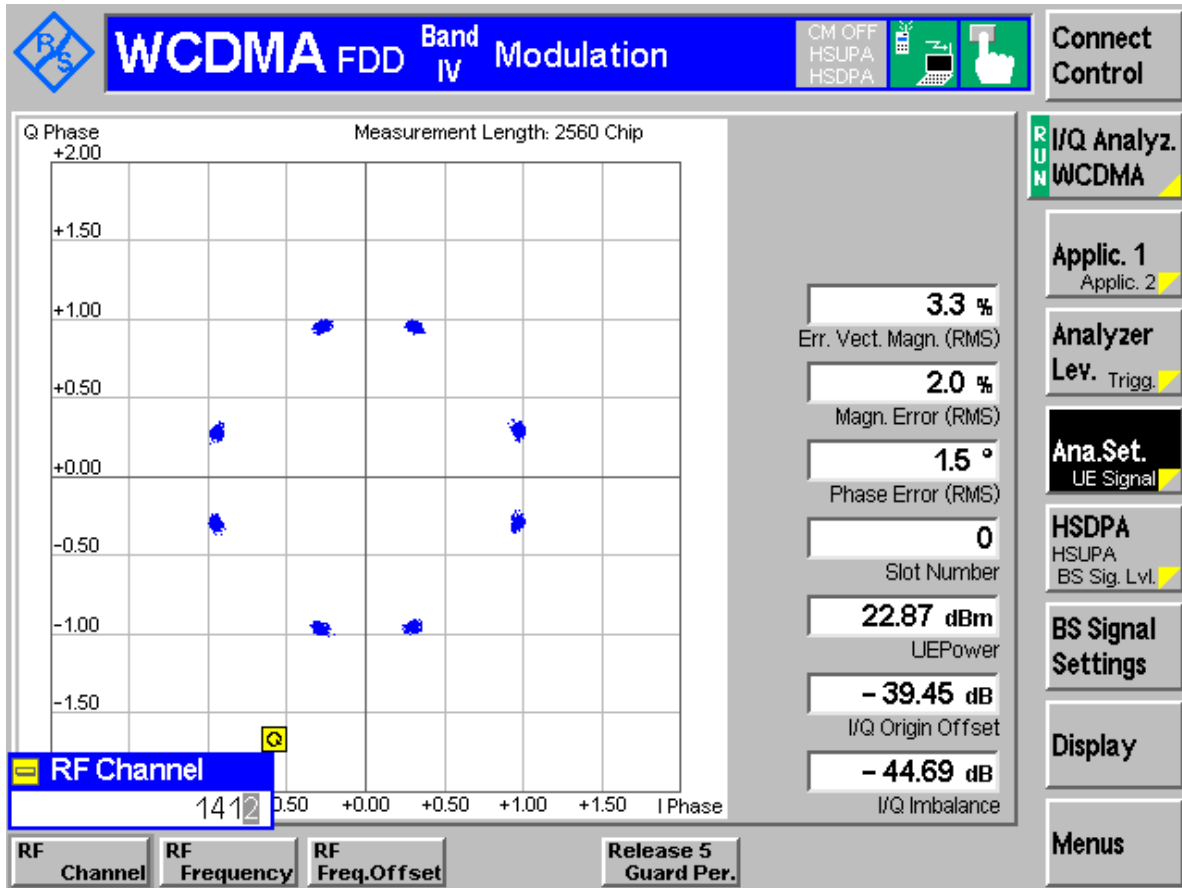 R/S
WCDMA FDD Band IV Modulation
CM OFF
HSUPA
HSDPA
Connect Control
Q Phase
Measurement Length: 2560 Chip
+2.00
+1.50
+1.00
+0.50
+0.00
-0.50
-1.00
-1.50
Q
RF Channel
1412
0.50 +0.00 +0.50 +1.00 +1.50 I Phase
3.3 %
Err. Vect. Magn. (RMS)
2.0 %
Magn. Error (RMS)
1.5 °
Phase Error (RMS)
0
Slot Number
22.87 dBm
UEPower
- 39.45 dB
I/Q Origin Offset
- 44.69 dB
I/Q Imbalance
RUN
I/Q Analyz.
WCDMA
Applic. 1
Applic. 2
Analyzer
Lev. Trigg.
Ana.Set.
UE Signal
HSDPA
HSUPA
BS Sig. Lvl.
BS Signal
Settings
Display
Menus
RF Channel
RF Frequency
RF Freq.Offset
Release 5 Guard Per.